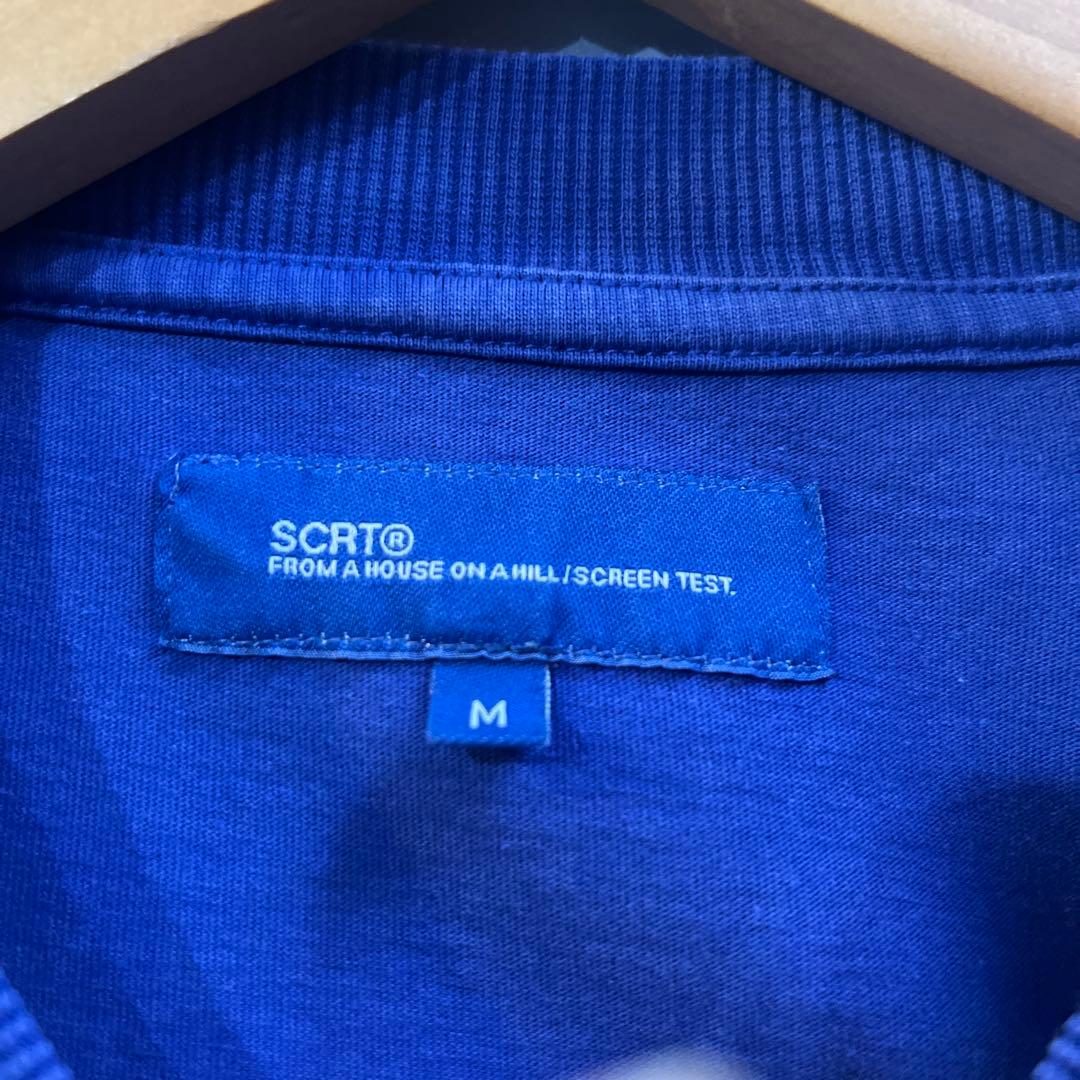 SCRT®
FROM A HOUSE ON A HILL/SCREEN TEST.
M